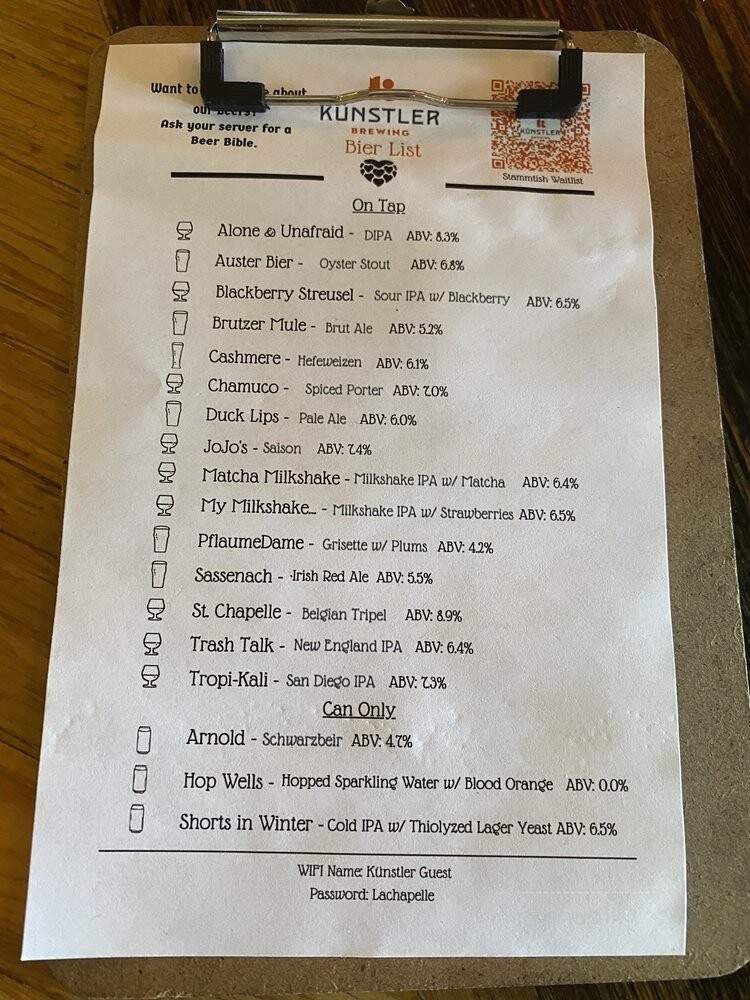 Want to about
our beers?
Ask your server for a
Beer Bible.
KÜNSTLER
BREWING
Bier List
KÜNSTLER
Stammtish Waitlist
On Tap
Alone & Unafraid - DIPA ABV: 8.3%
Auster Bier - Oyster Stout ABV: 6.8%
Blackberry Streusel - Sour IPA w/ Blackberry ABV: 6.5%
Brutzer Mule - Brut Ale ABV: 5.2%
Cashmere - Hefeweizen ABV: 6.1%
Chamuco - Spiced Porter ABV: 7.0%
Duck Lips - Pale Ale ABV: 6.0%
JoJo's - Saison ABV: 7.4%
Matcha Milkshake - Milkshake IPA w/ Matcha ABV: 6.4%
My Milkshake... - Milkshake IPA w/ Strawberries ABV: 6.5%
PflaumeDame - Grisette w/ Plums ABV: 4.2%
Sassenach - Irish Red Ale ABV: 5.5%
St. Chapelle - Belgian Tripel ABV: 8.9%
Trash Talk - New England IPA ABV: 6.4%
Tropi-Kali - San Diego IPA ABV: 7.3%
Can Only
Arnold - Schwarzbeir ABV: 4.7%
Hop Wells - Hopped Sparkling Water w/ Blood Orange ABV: 0.0%
Shorts in Winter - Cold IPA w/ Thiolyzed Lager Yeast ABV: 6.5%
WIFI Name: Künstler Guest
Password: Lachapelle